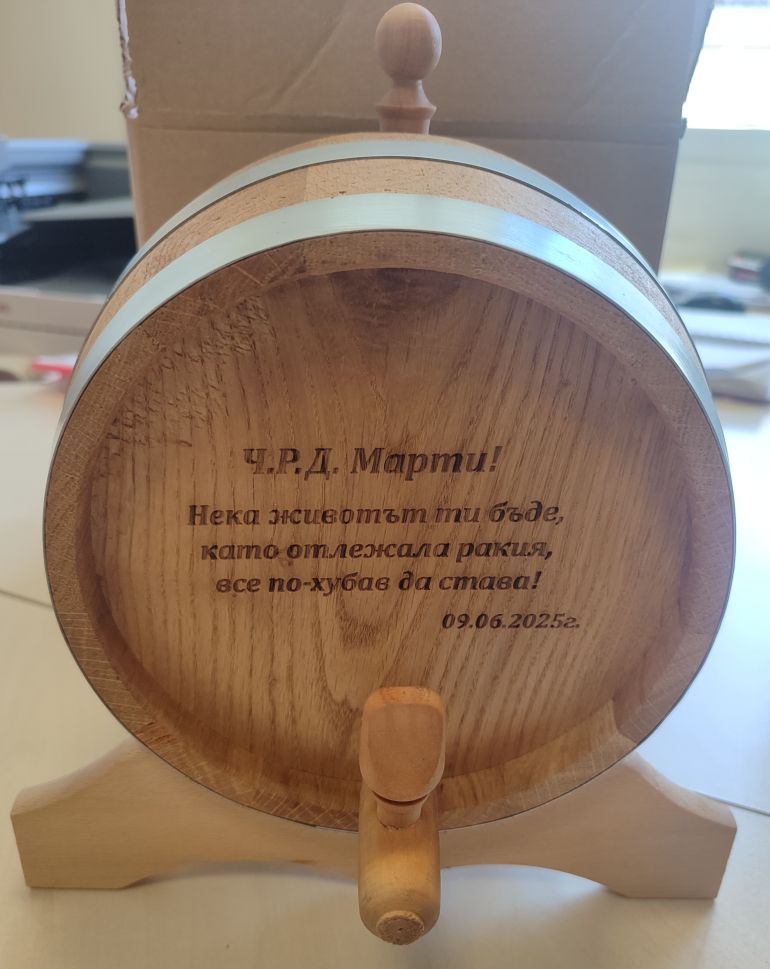 Ч.Р.Д. Марти!
Нека животът ти бъде,
като отлежала ракия,
все по-хубав да става!
09.06.2025г.